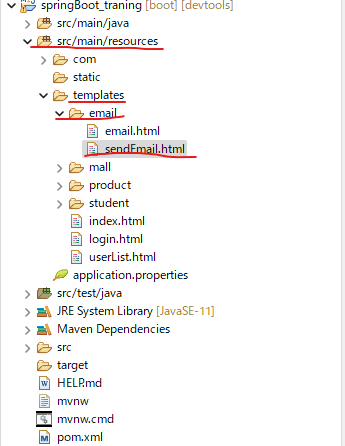 springBoot_traning [boot] [devtools]
src/main/java
src/main/resources
com
static
templates
email
email.html
sendEmail.html
mall
product
student
index.html
login.html
userList.html
application.properties
src/test/java
JRE System Library [JavaSE-11]
Maven Dependencies
src
target
HELP.md
mvnw
mvnw.cmd
pom.xml